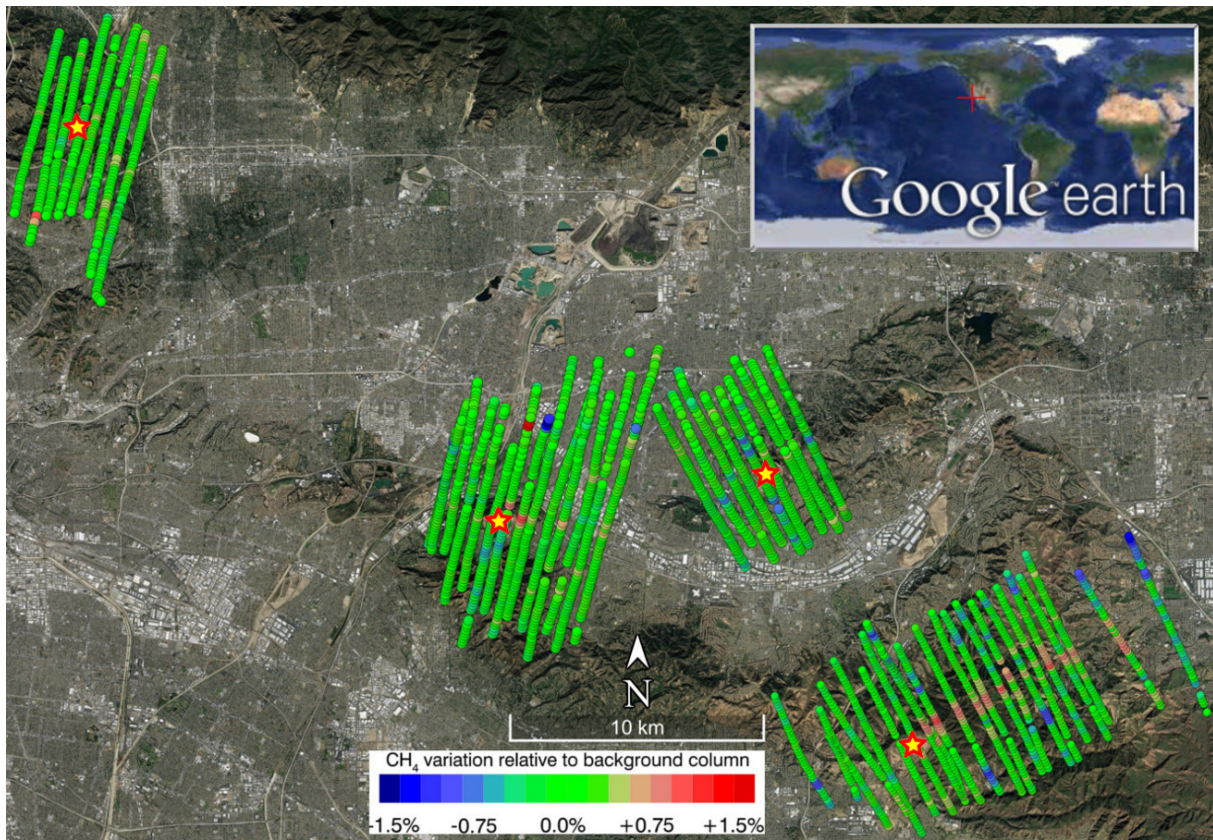 Google earth
N
10 km
CH₄ variation relative to background column
-1.5% -0.75 0.0% +0.75 +1.5%